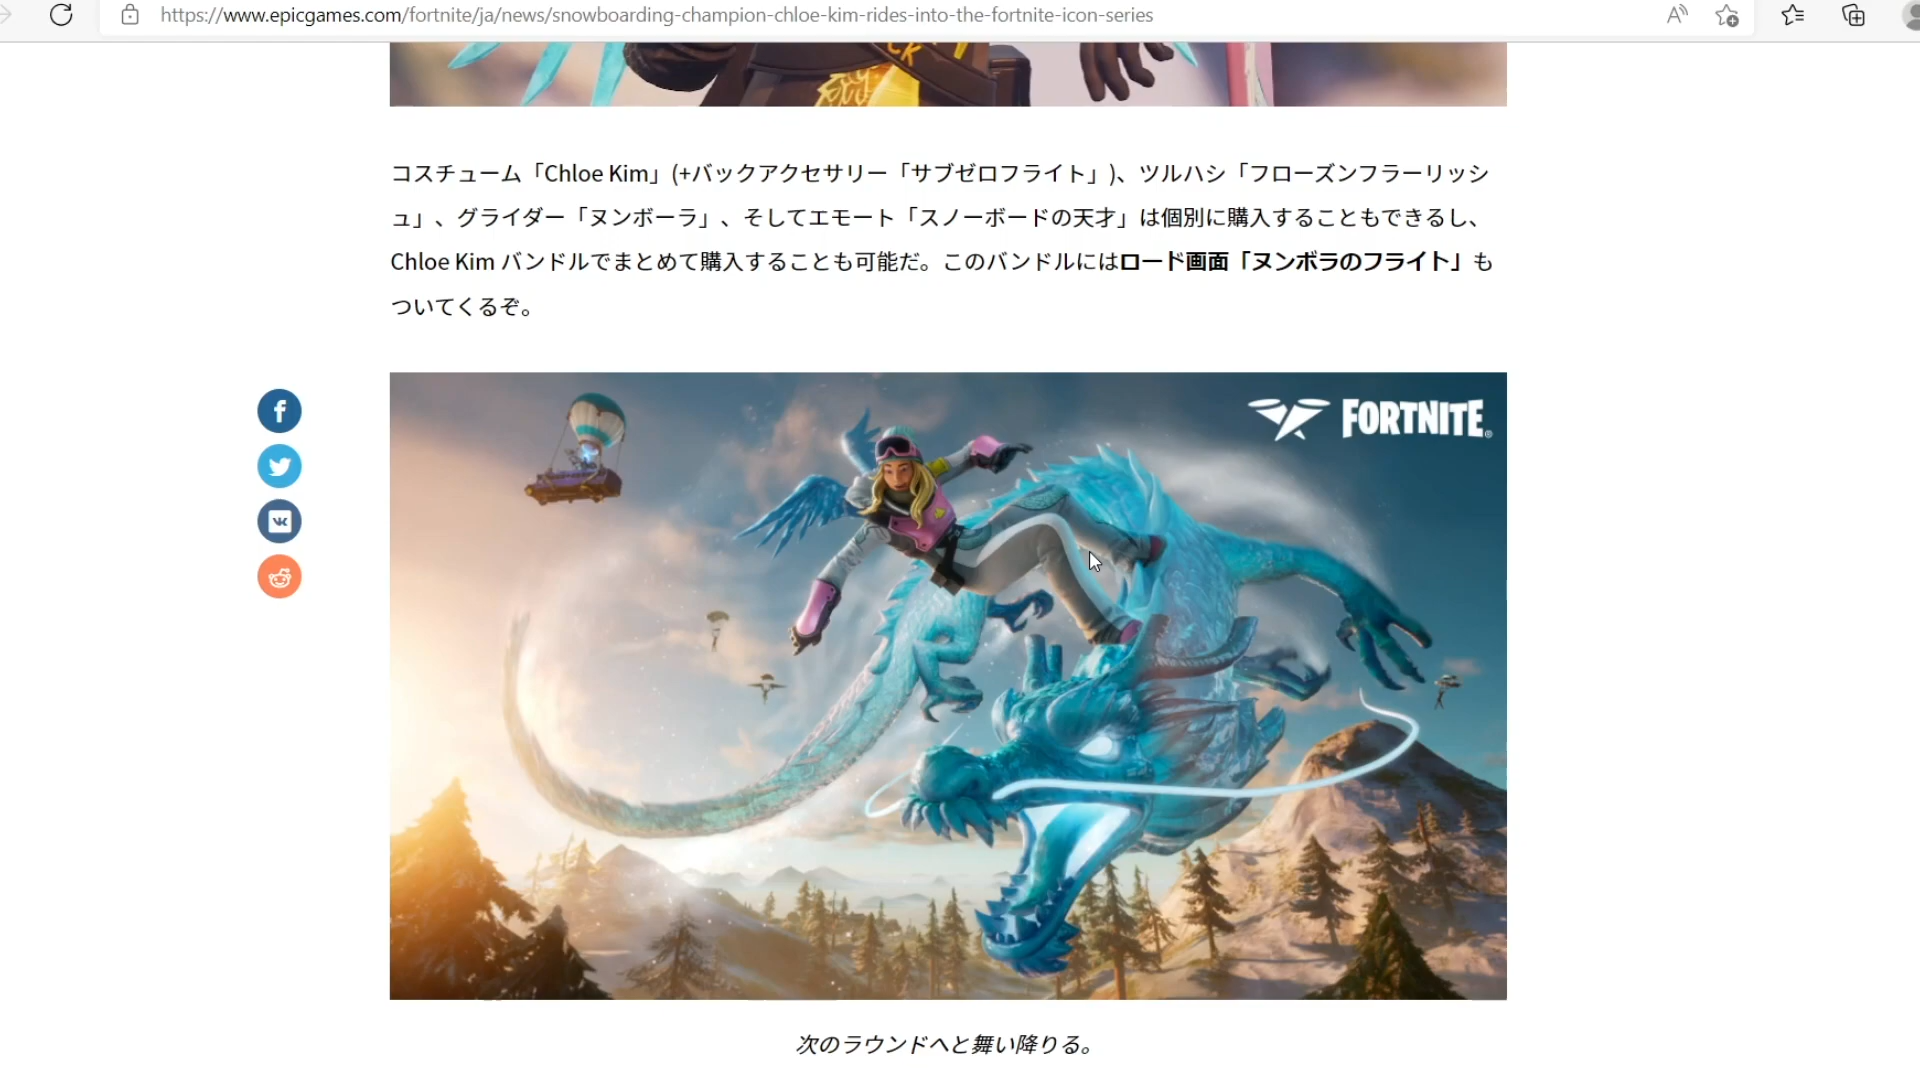 https://www.epicgames.com/fortnite/ja/news/snowboarding-champion-chloe-kim-rides-into-the-fortnite-icon-series
コスチューム「Chloe Kim」(+バックアクセサリー「サブゼロフライト」)、ツルハシ「フローズンフラーリッシ
ュ」、グライダー「ヌンボーラ」、そしてエモート「スノーボードの天才」は個別に購入することもできるし、
Chloe Kim バンドルでまとめて購入することも可能だ。このバンドルにはロード画面「ヌンボラのフライト」も
ついてくるぞ。
FORTNITE
次のラウンドへと舞い降りる。